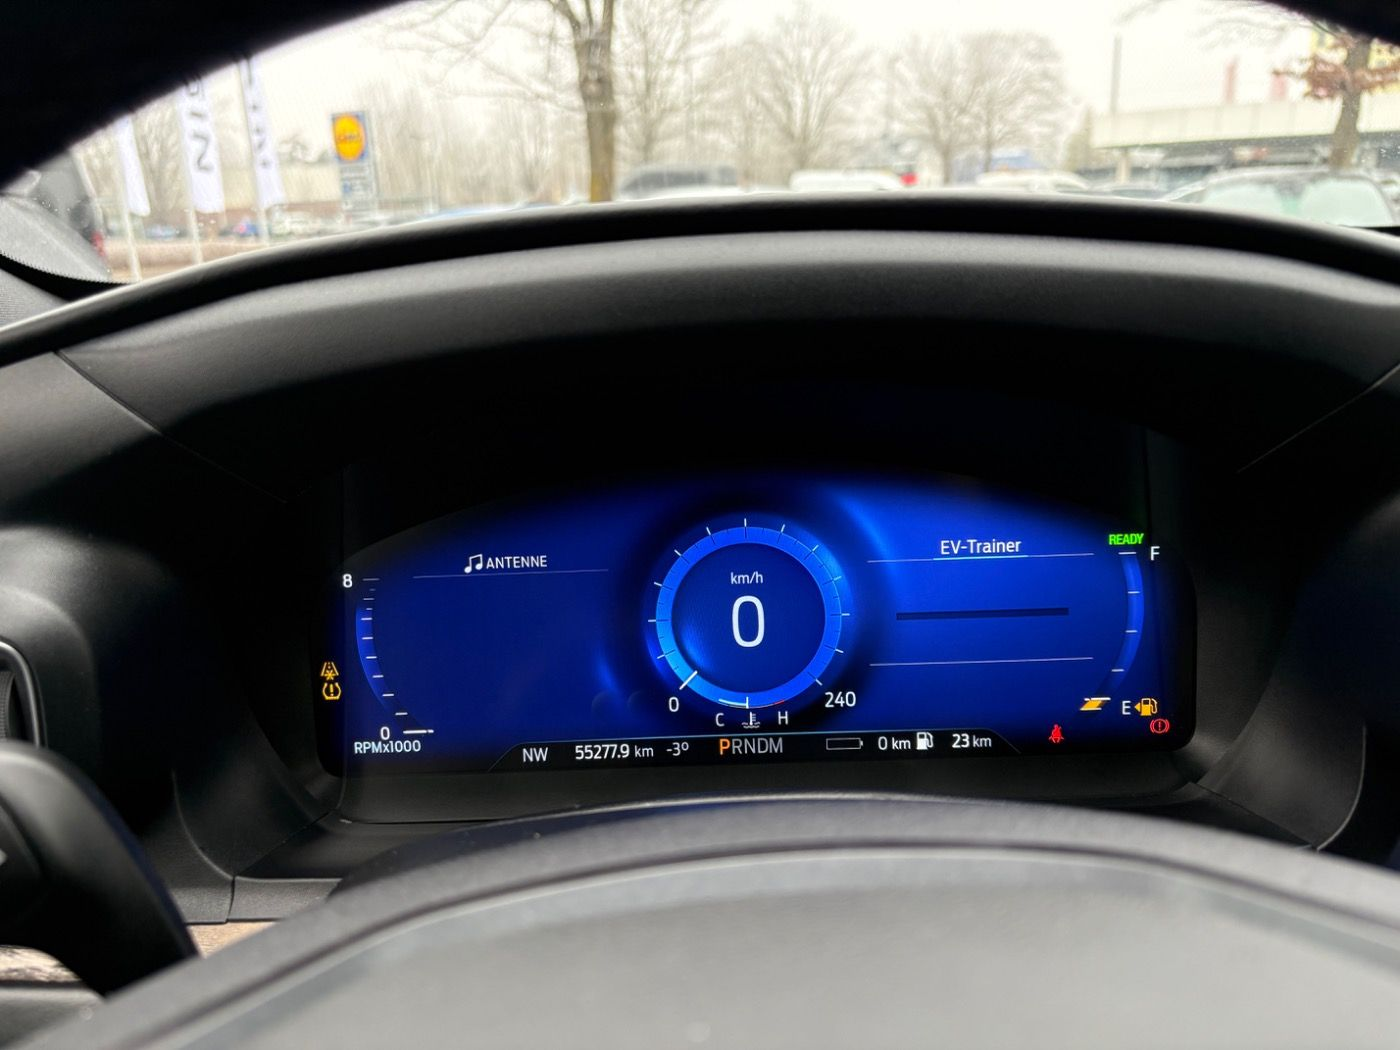 ANTENNE
EV-Trainer
READY
F
8
km/h
0
0
240
C
H
E
0
RPMx1000
NW
55277.9 km
-3°
PRNDM
0 km
23 km